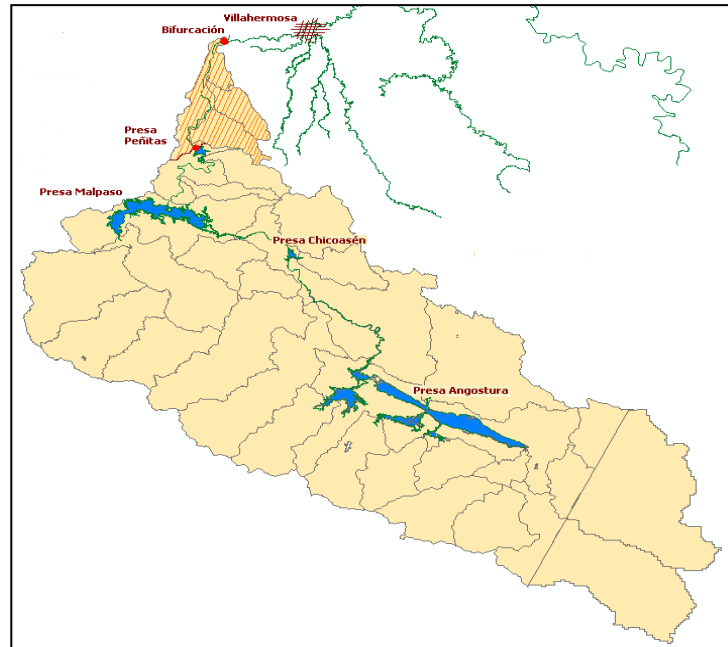 Villahermosa
Bifurcación
Presa
Peñitas
Presa Malpaso
Presa Chicoasén
Presa Angostura